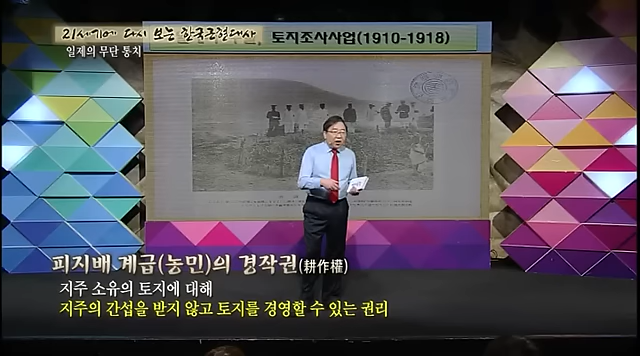 21세기에 다시 보는 한국근현대사
일제의 무단 통치
토지조사사업(1910-1918)
피지배 계급(농민)의 경작권(耕作權)
지주 소유의 토지에 대해
지주의 간섭을 받지 않고 토지를 경영할 수 있는 권리